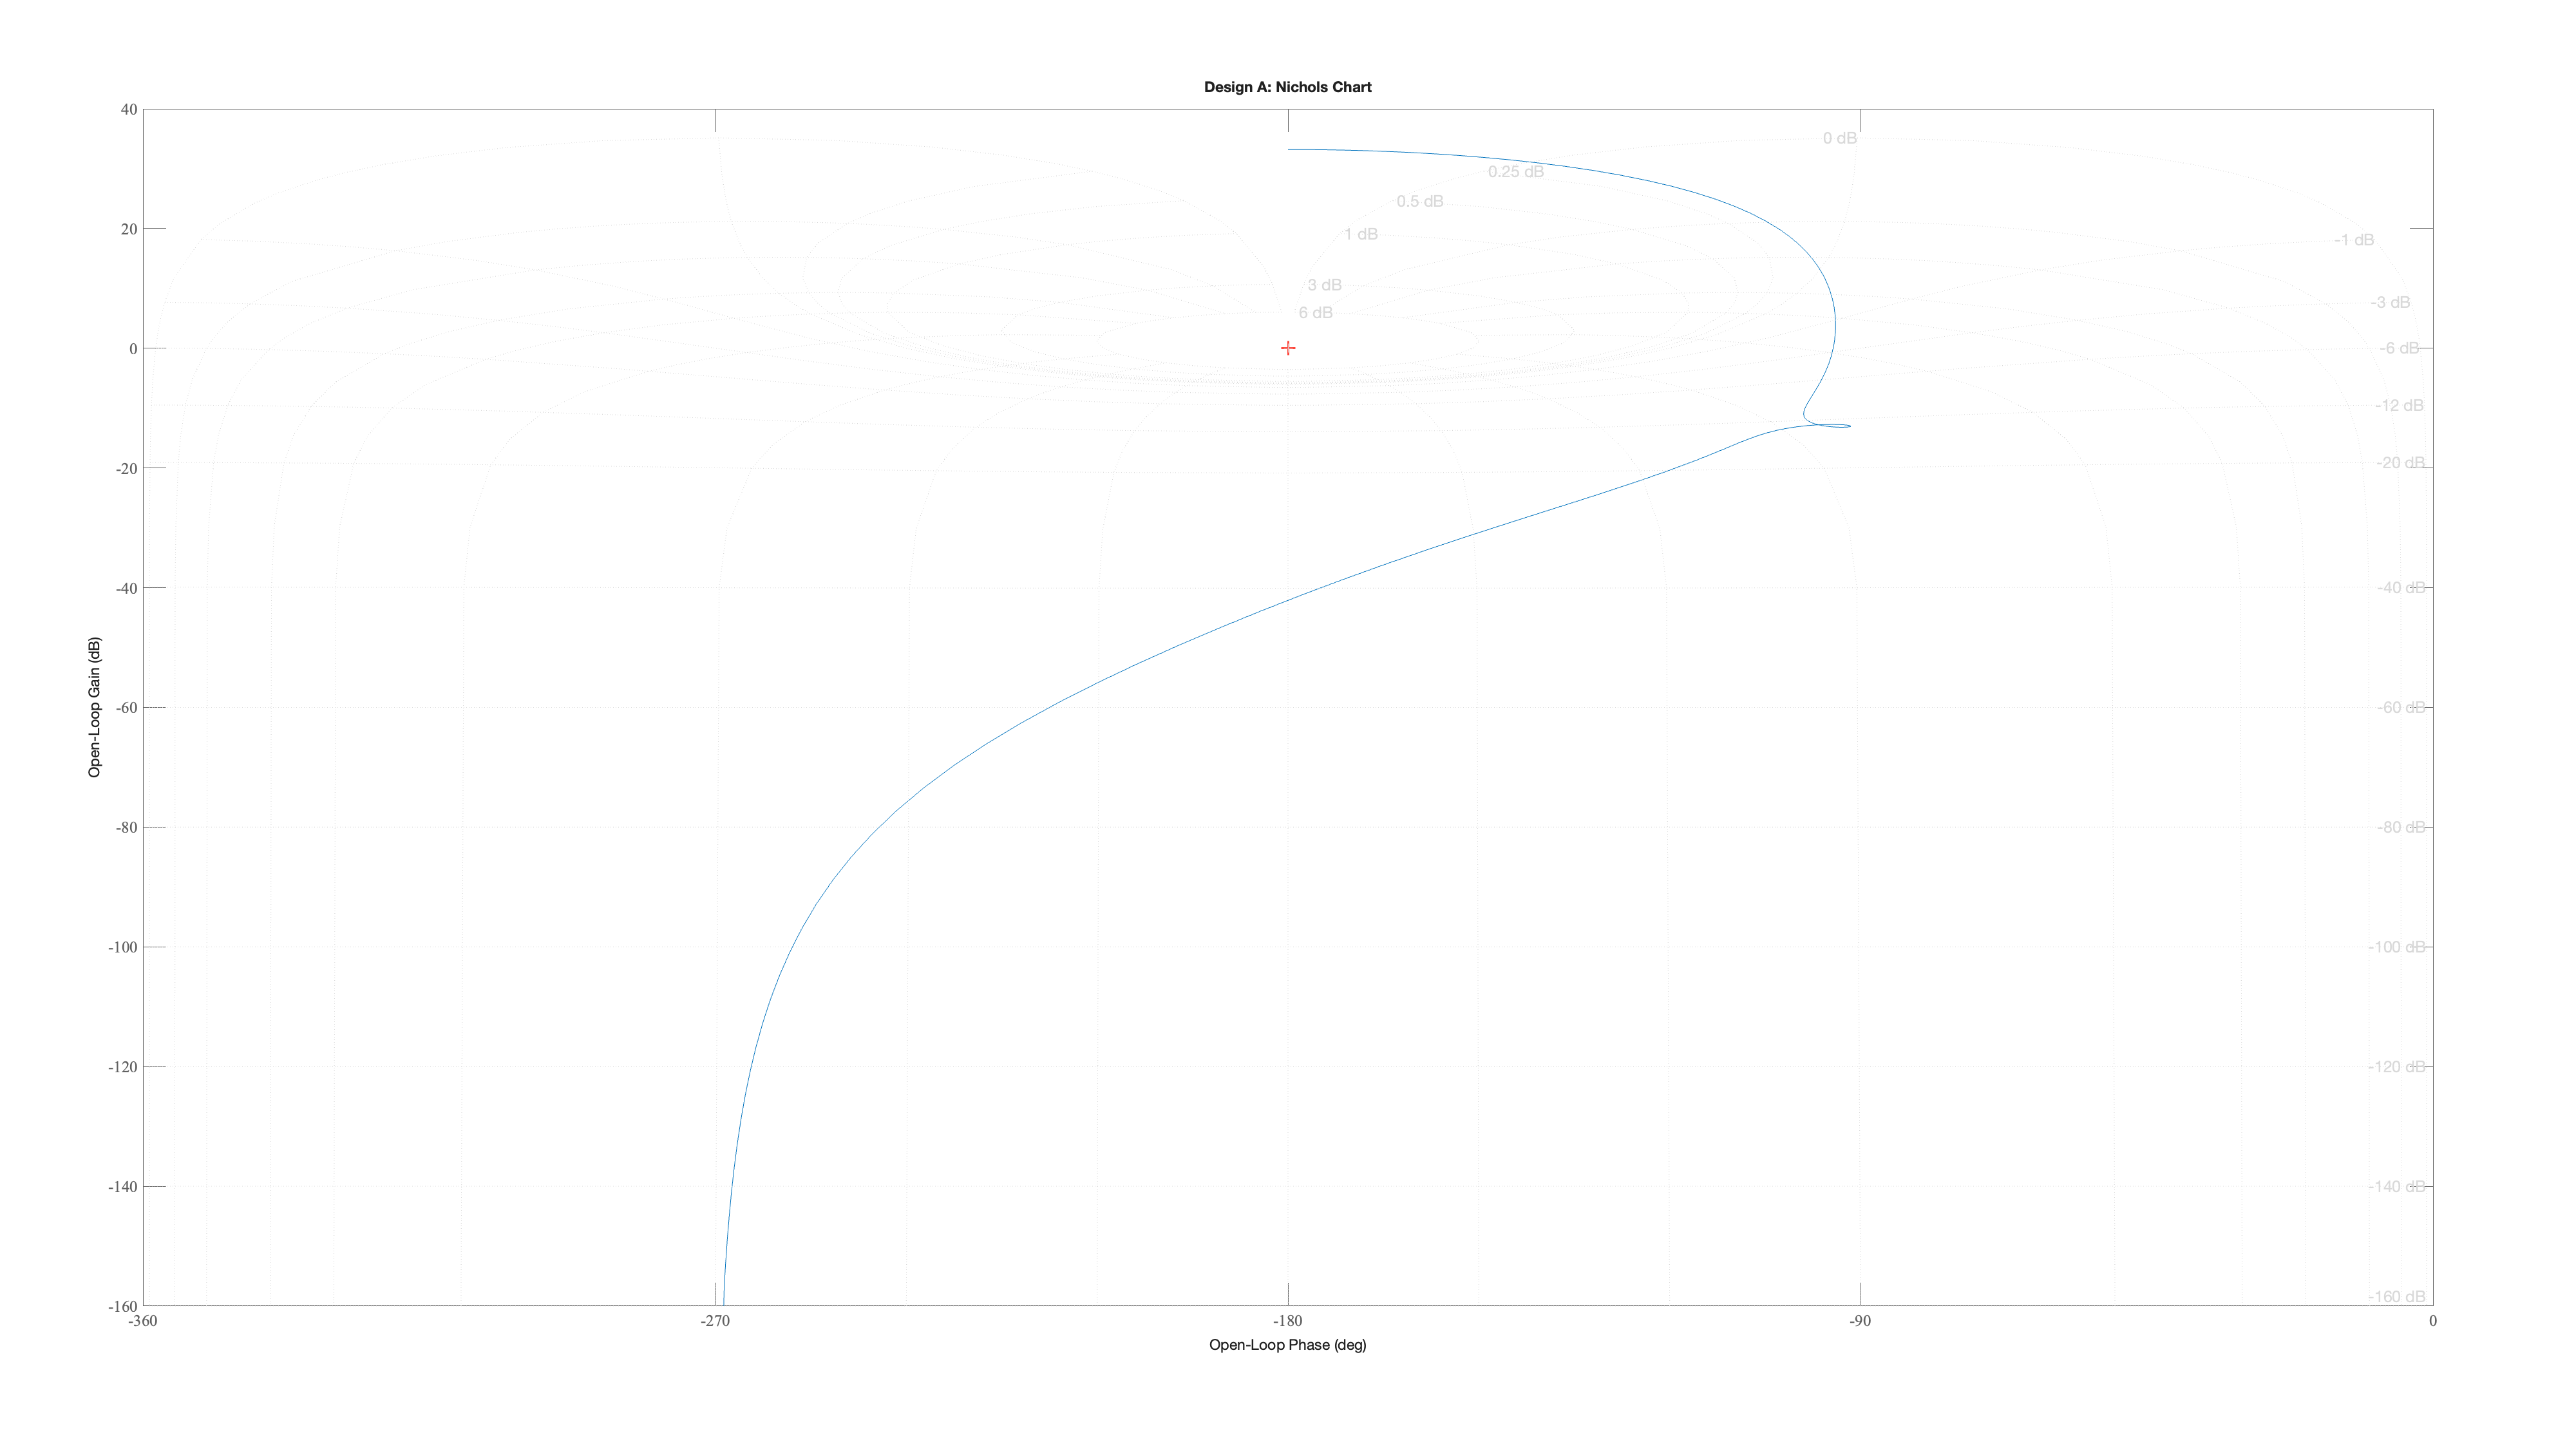 Design A: Nichols Chart
40
0 dB
0.25 dB
0.5 dB
20
1 dB
-1 dB
3 dB
-3 dB
6 dB
0
-6 dB
-12 dB
-20
-20 dB
-40
-40 dB
Open-Loop Gain (dB)
-60
-60 dB
-80
-80 dB
-100
-100 dB
-120
-120 dB
-140
-140 dB
-160
-160 dB
-360
-270
-180
-90
0
Open-Loop Phase (deg)